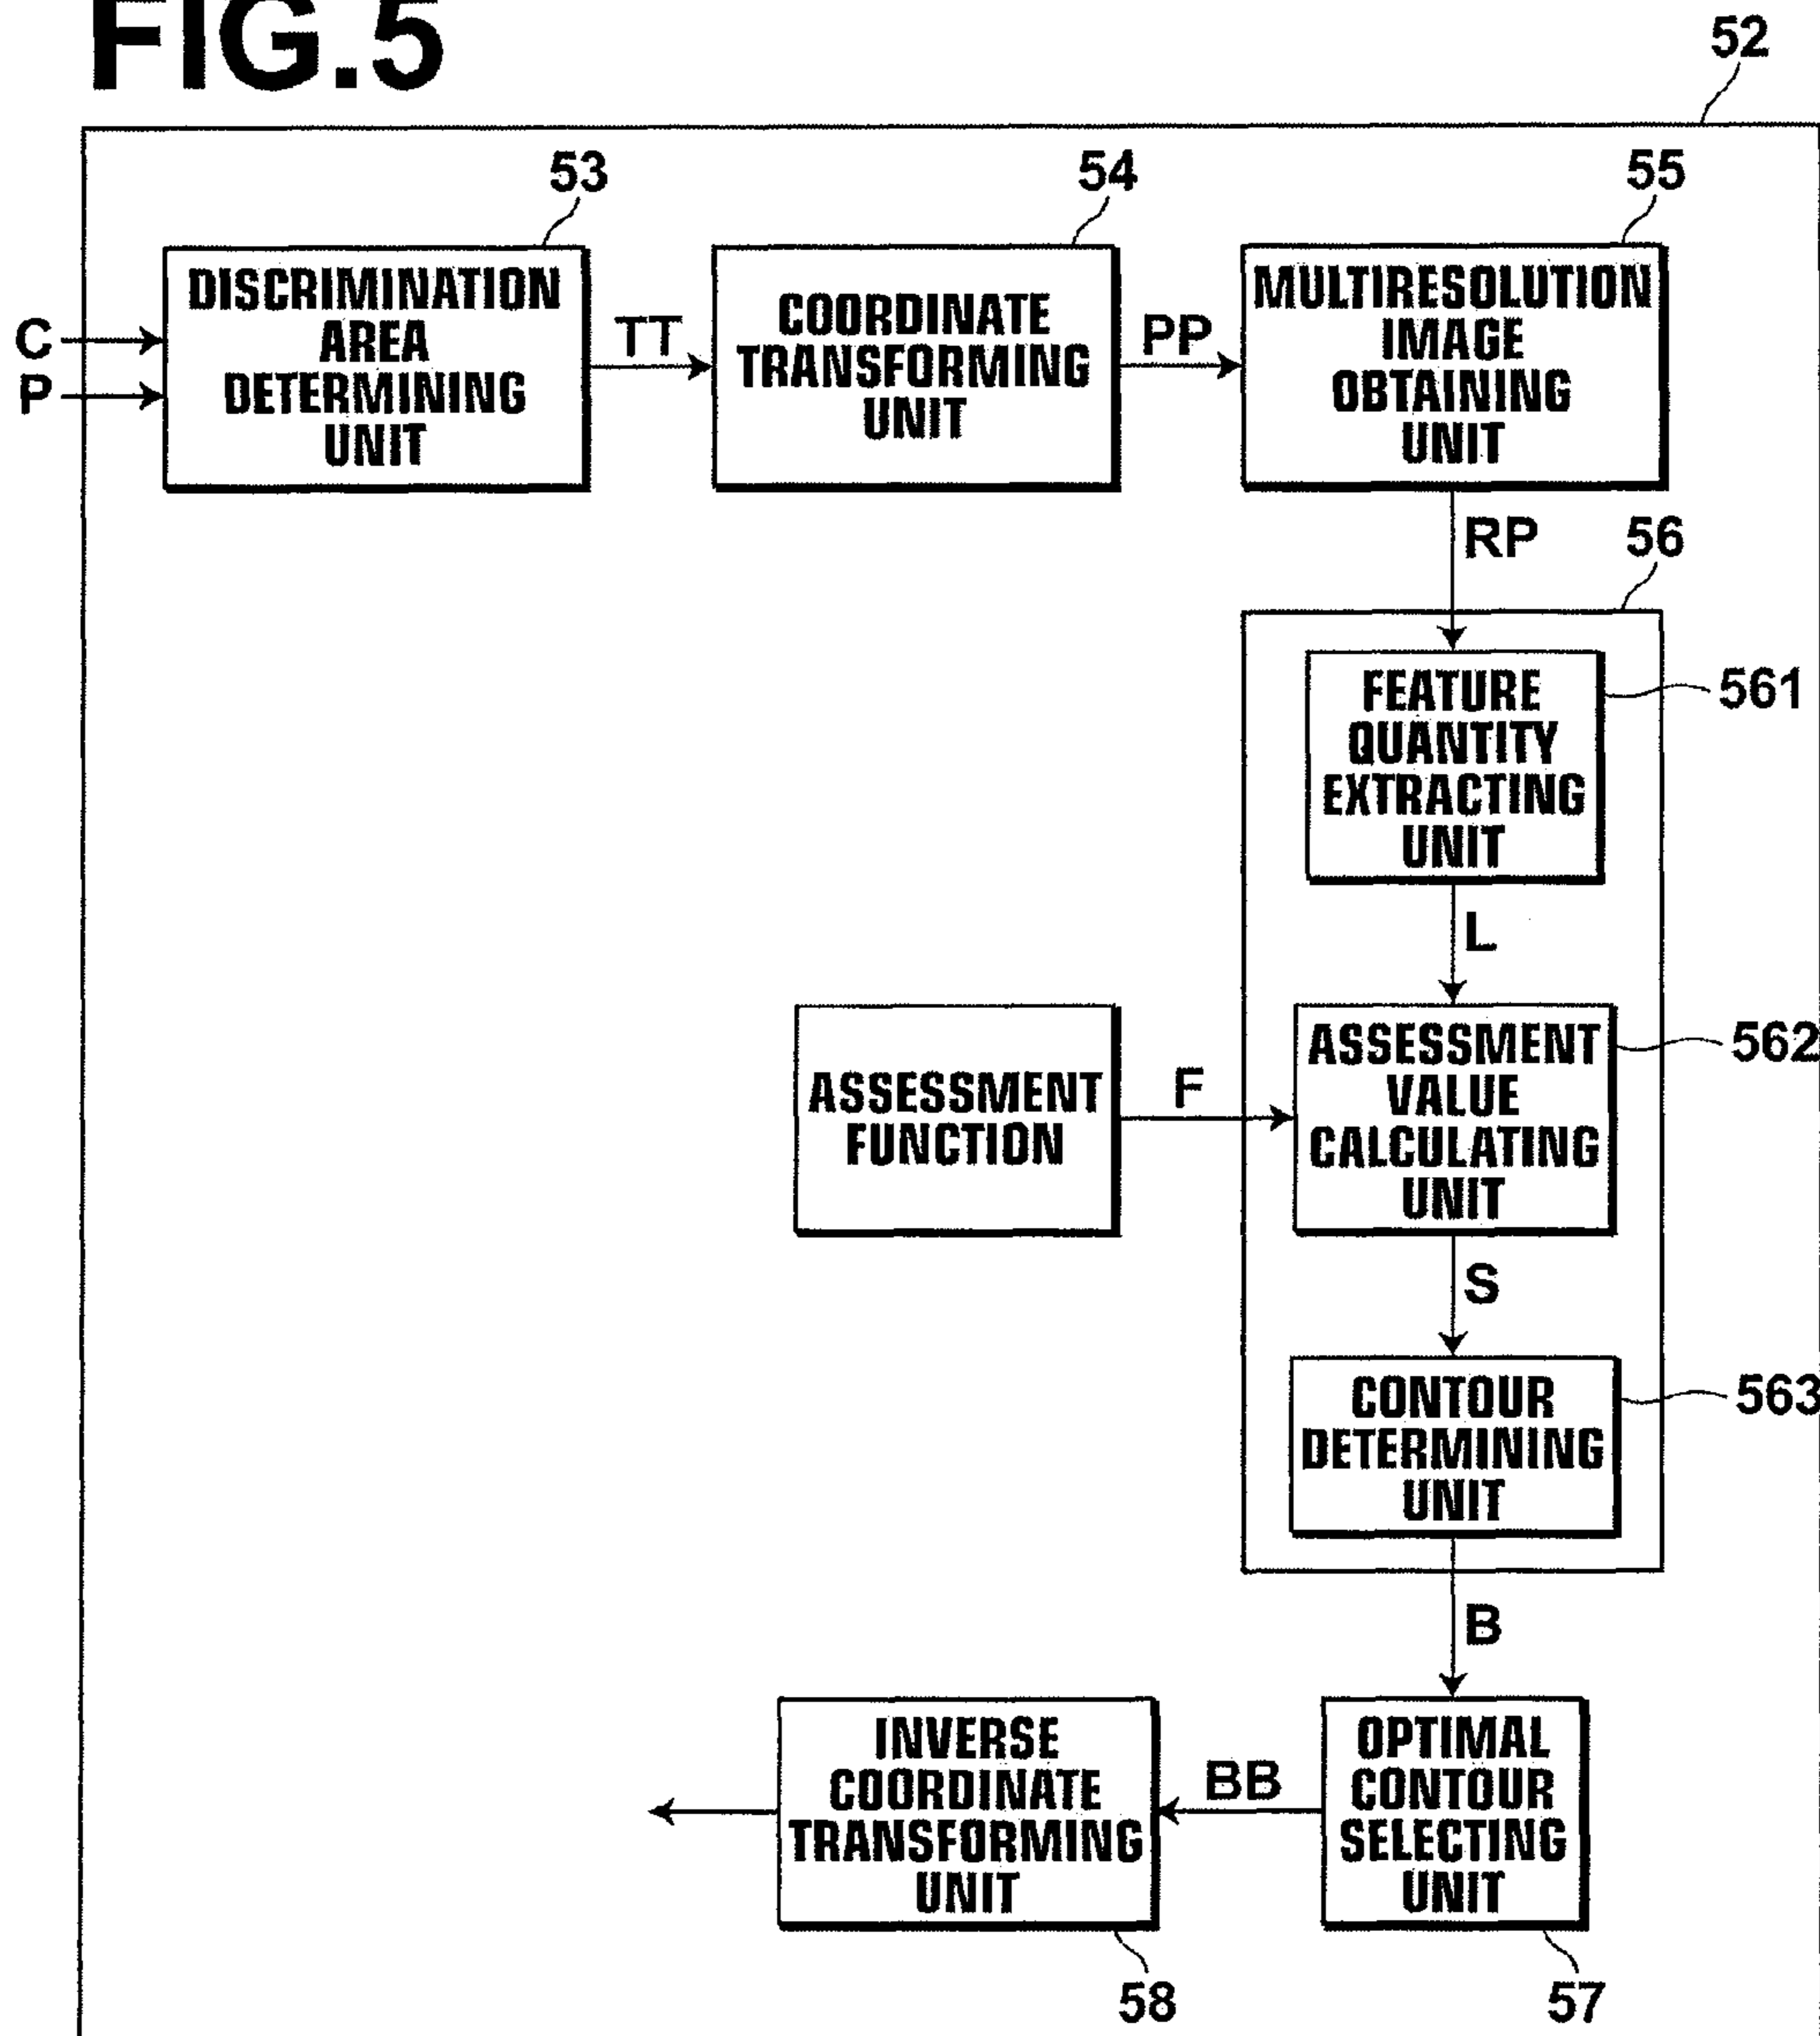 FIG.5
52
53
54
55
C
P
DISCRIMINATION
AREA
DETERMINING
UNIT
TT
COORDINATE
TRANSFORMING
UNIT
PP
MULTIRESOLUTION
IMAGE
OBTAINING
UNIT
RP
56
FEATURE
QUANTITY
EXTRACTING
UNIT
561
L
ASSESSMENT
FUNCTION
F
ASSESSMENT
VALUE
CALCULATING
UNIT
562
S
CONTOUR
DETERMINING
UNIT
563
B
INVERSE
COORDINATE
TRANSFORMING
UNIT
BB
OPTIMAL
CONTOUR
SELECTING
UNIT
58
57